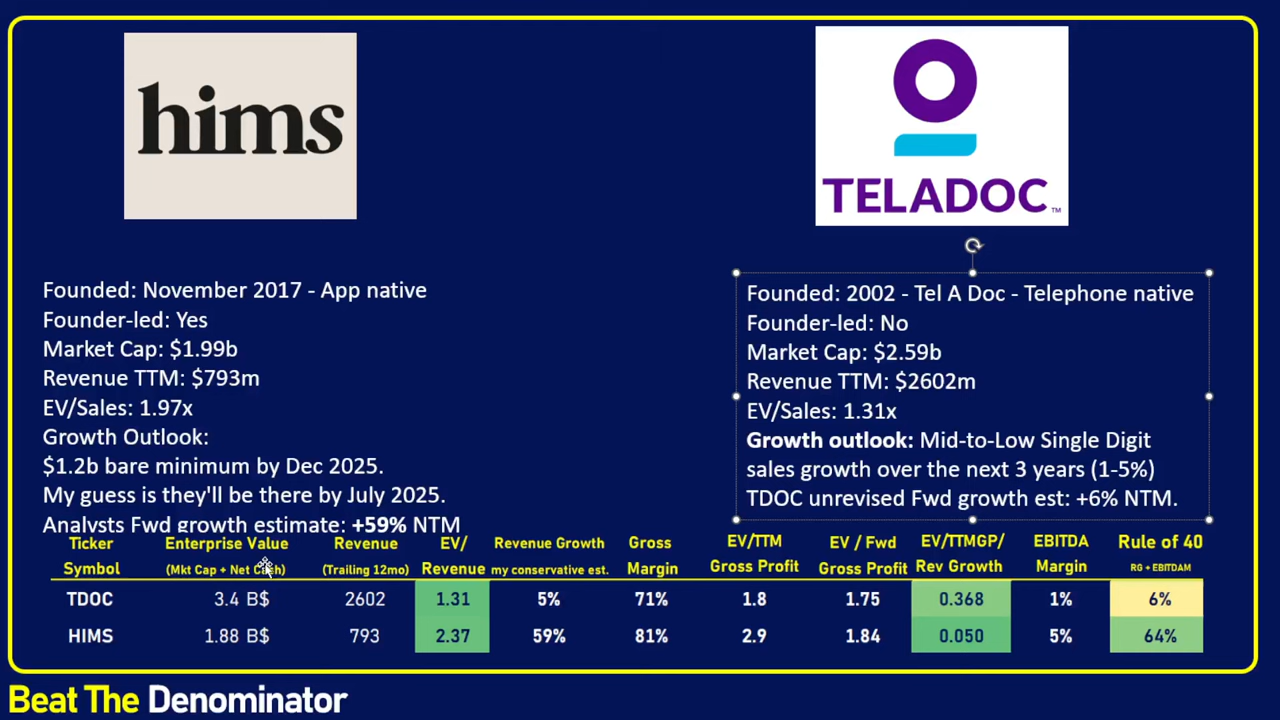 hims
TELADOC™
Founded: November 2017 - App native
Founder-led: Yes
Market Cap: $1.99b
Revenue TTM: $793m
EV/Sales: 1.97x
Growth Outlook:
$1.2b bare minimum by Dec 2025.
My guess is they'll be there by July 2025.
Analysts Fwd growth estimate: +59% NTM
Founded: 2002 - Tel A Doc - Telephone native
Founder-led: No
Market Cap: $2.59b
Revenue TTM: $2602m
EV/Sales: 1.31x
Growth outlook: Mid-to-Low Single Digit
sales growth over the next 3 years (1-5%)
TDOC unrevised Fwd growth est: +6% NTM.
Ticker Enterprise Value Revenue EV/ Revenue Growth Gross EV/TTM EV / Fwd EV/TTMGP/ EBITDA Rule of 40
Symbol (Mkt Cap + Net Cash) (Trailing 12mo) Revenue my conservative est. Margin Gross Profit Gross Profit Rev Growth Margin RG + EBITDAM
TDOC 3.4 B$ 2602 1.31 5% 71% 1.8 1.75 0.368 1% 6%
HIMS 1.88 B$ 793 2.37 59% 81% 2.9 1.84 0.050 5% 64%
Beat The Denominator